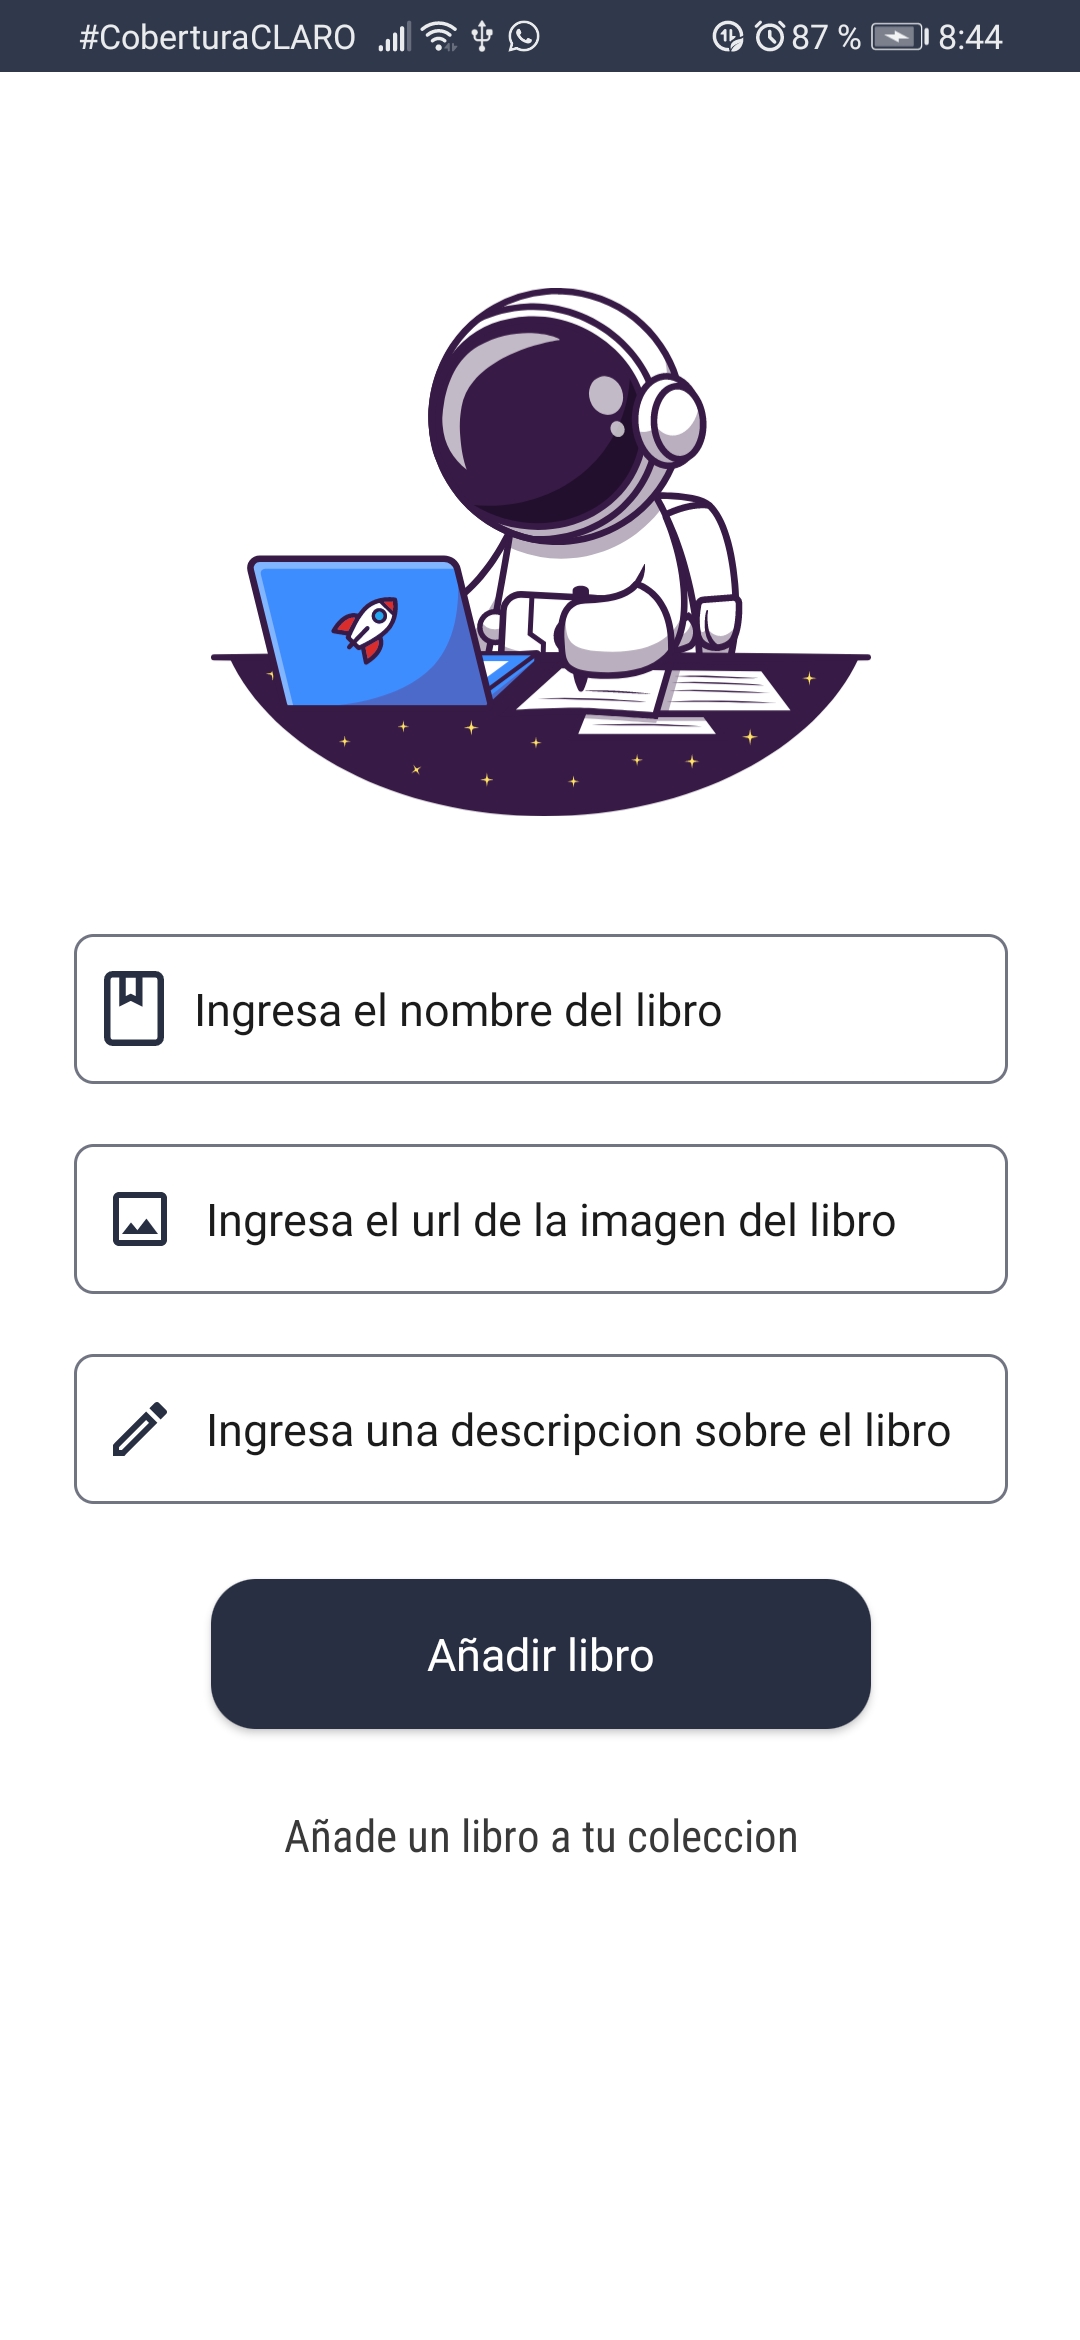 #CoberturaCLARO 87 % 8:44
Ingresa el nombre del libro
Ingresa el url de la imagen del libro
Ingresa una descripcion sobre el libro
Añadir libro
Añade un libro a tu coleccion